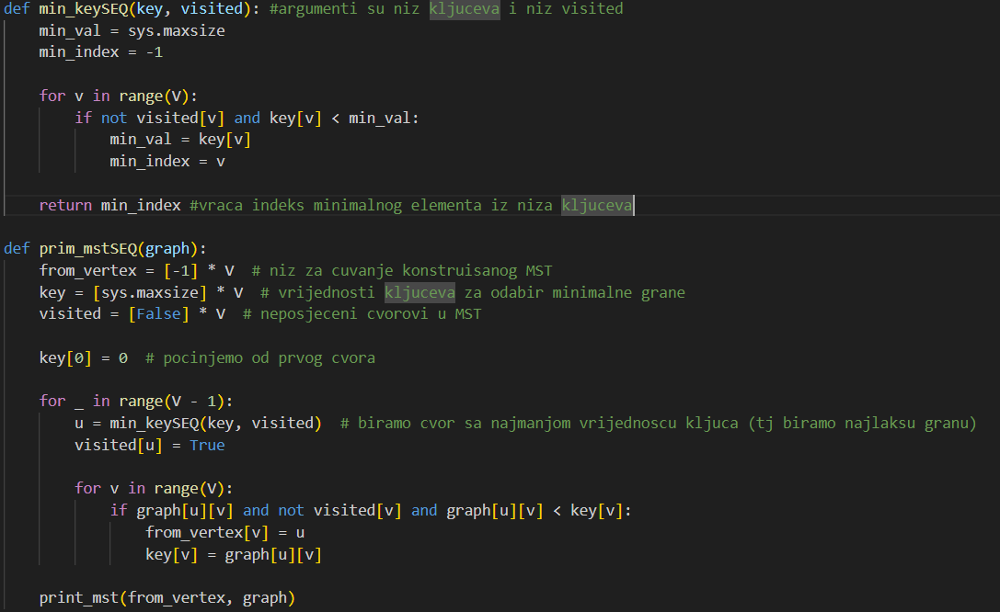 def min_keySEQ(key, visited): #argumenti su niz kljuceva i niz visited
    min_val = sys.maxsize
    min_index = -1
    for v in range(V):
        if not visited[v] and key[v] < min_val:
            min_val = key[v]
            min_index = v
    return min_index #vraca indeks minimalnog elementa iz niza kljuceva
def prim_mstSEQ(graph):
    from_vertex = [-1] * V  # niz za cuvanje konstruisanog MST
    key = [sys.maxsize] * V  # vrijednosti kljuceva za odabir minimalne grane
    visited = [False] * V  # neposjeceni cvorovi u MST
    key[0] = 0  # pocinjemo od prvog cvora
    for _ in range(V - 1):
        u = min_keySEQ(key, visited)  # biramo cvor sa najmanjom vrijednoscu kljuca (tj biramo najlaksu granu)
        visited[u] = True
        for v in range(V):
            if graph[u][v] and not visited[v] and graph[u][v] < key[v]:
                from_vertex[v] = u
                key[v] = graph[u][v]
    print_mst(from_vertex, graph)